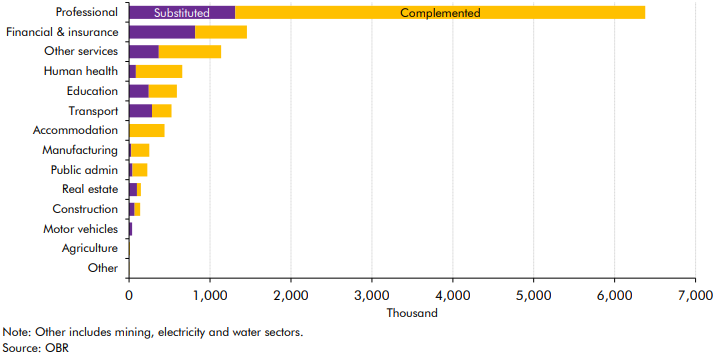 Professional
Substituted
Complemented
Financial & insurance
Other services
Human health
Education
Transport
Accommodation
Manufacturing
Public admin
Real estate
Construction
Motor vehicles
Agriculture
Other
0 1,000 2,000 3,000 4,000 5,000 6,000 7,000
Thousand
Note: Other includes mining, electricity and water sectors.
Source: OBR